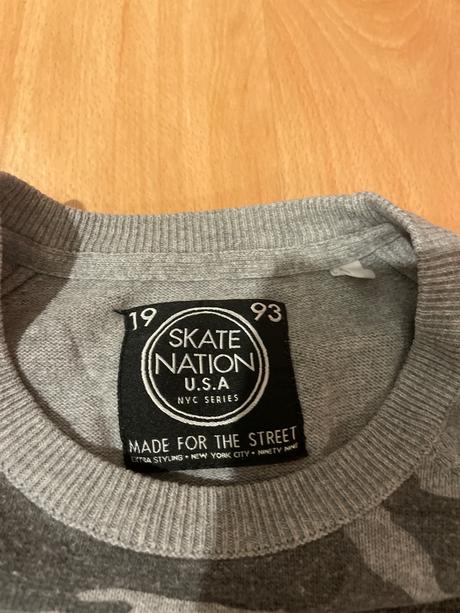 19 93
SKATE
NATION
U.S.A
NYC SERIES
MADE FOR THE STREET
EXTRA STYLING • NEW YORK CITY • NINETY NINE